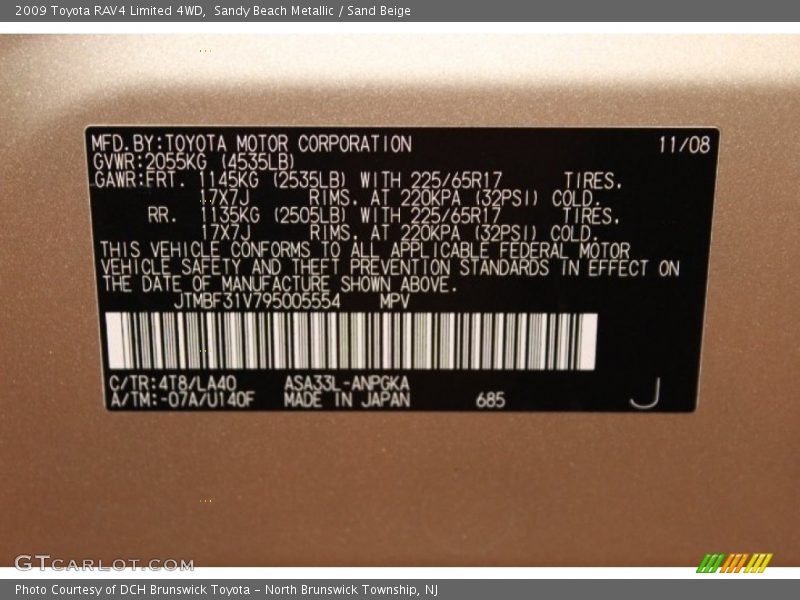 2009 Toyota RAV4 Limited 4WD, Sandy Beach Metallic / Sand Beige
MFD.BY:TOYOTA MOTOR CORPORATION 11/08
GVWR:2055KG (4535LB)
GAWR:FRT. 1145KG (2535LB) WITH 225/65R17 TIRES.
17X7J RIMS. AT 220KPA (32PSI) COLD.
RR. 1135KG (2505LB) WITH 225/65R17 TIRES.
17X7J RIMS. AT 220KPA (32PSI) COLD.
THIS VEHICLE CONFORMS TO ALL APPLICABLE FEDERAL MOTOR
VEHICLE SAFETY AND THEFT PREVENTION STANDARDS IN EFFECT ON
THE DATE OF MANUFACTURE SHOWN ABOVE.
JTMBF31V795005554 MPV
C/TR:4T8/LA40 ASA33L-ANPGKA
A/TM:-07A/U140F MADE IN JAPAN 685 J
GTCARLOT.COM
Photo Courtesy of DCH Brunswick Toyota - North Brunswick Township, NJ